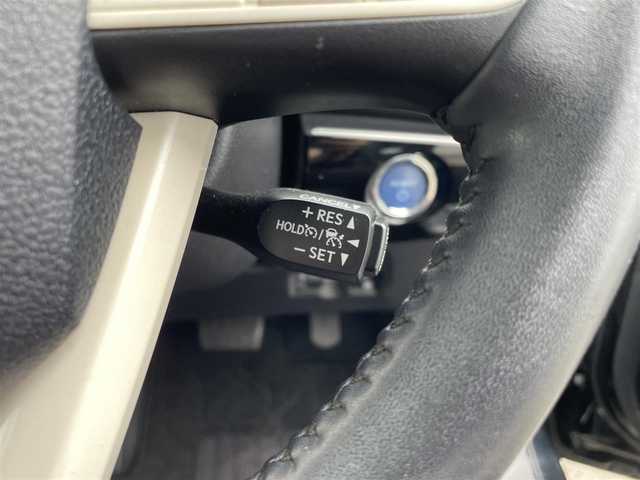 CANCEL▼
+ RES ▲
HOLD / ◀
− SET ▼